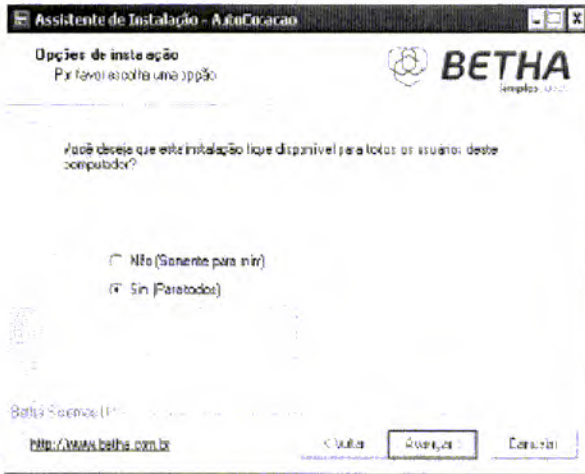 Assistente de Instalação - AutoCotacao
Opções de instalação
Por favor escolha uma opção
BETHA
Você deseja que esta instalação fique disponível para todos os usuários deste
computador?
Não (Somente para mim)
Sim (Para todos)
Betha Sistemas
http://www.betha.com.br
< Voltar
Avançar >
Cancelar